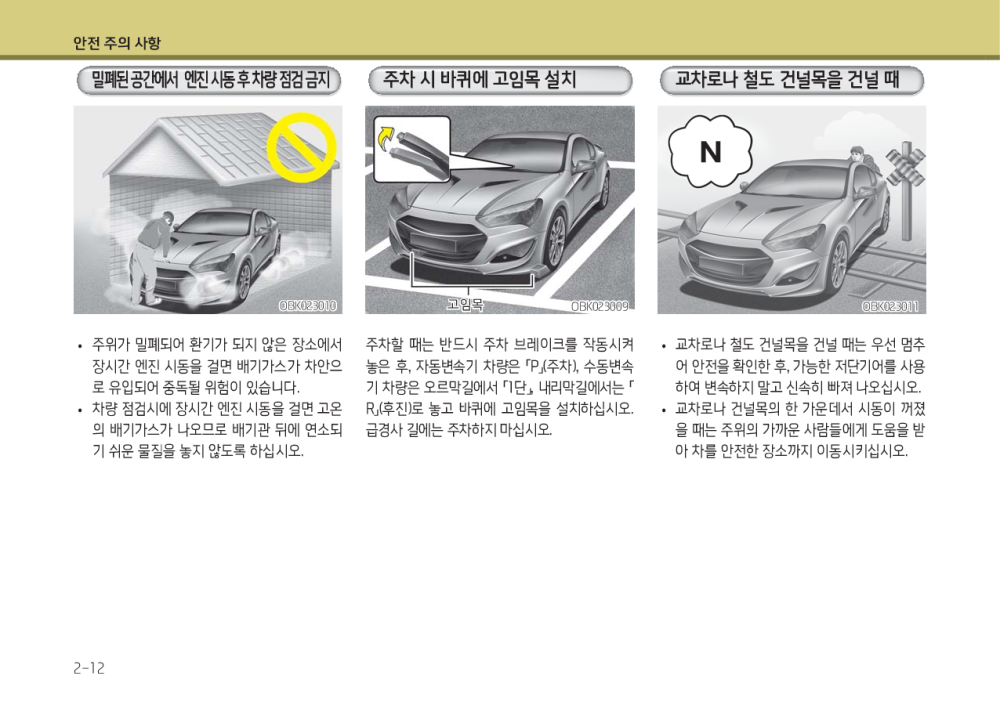 안전 주의 사항
밀폐된 공간에서 엔진 시동 후 차량 점검 금지
OBK023010
• 주위가 밀폐되어 환기가 되지 않은 장소에서
장시간 엔진 시동을 걸면 배기가스가 차안으
로 유입되어 중독될 위험이 있습니다.
• 차량 점검시에 장시간 엔진 시동을 걸면 고온
의 배기가스가 나오므로 배기관 뒤에 연소되
기 쉬운 물질을 놓지 않도록 하십시오.
주차 시 바퀴에 고임목 설치
고임목
OBK023009
주차할 때는 반드시 주차 브레이크를 작동시켜
놓은 후, 자동변속기 차량은 「P」(주차), 수동변속
기 차량은 오르막길에서 「1단」, 내리막길에서는 「
R」(후진)로 놓고 바퀴에 고임목을 설치하십시오.
급경사 길에는 주차하지 마십시오.
교차로나 철도 건널목을 건널 때
N
OBK023011
• 교차로나 철도 건널목을 건널 때는 우선 멈추
어 안전을 확인한 후, 가능한 저단기어를 사용
하여 변속하지 말고 신속히 빠져 나오십시오.
• 교차로나 건널목의 한 가운데서 시동이 꺼졌
을 때는 주위의 가까운 사람들에게 도움을 받
아 차를 안전한 장소까지 이동시키십시오.
2-12